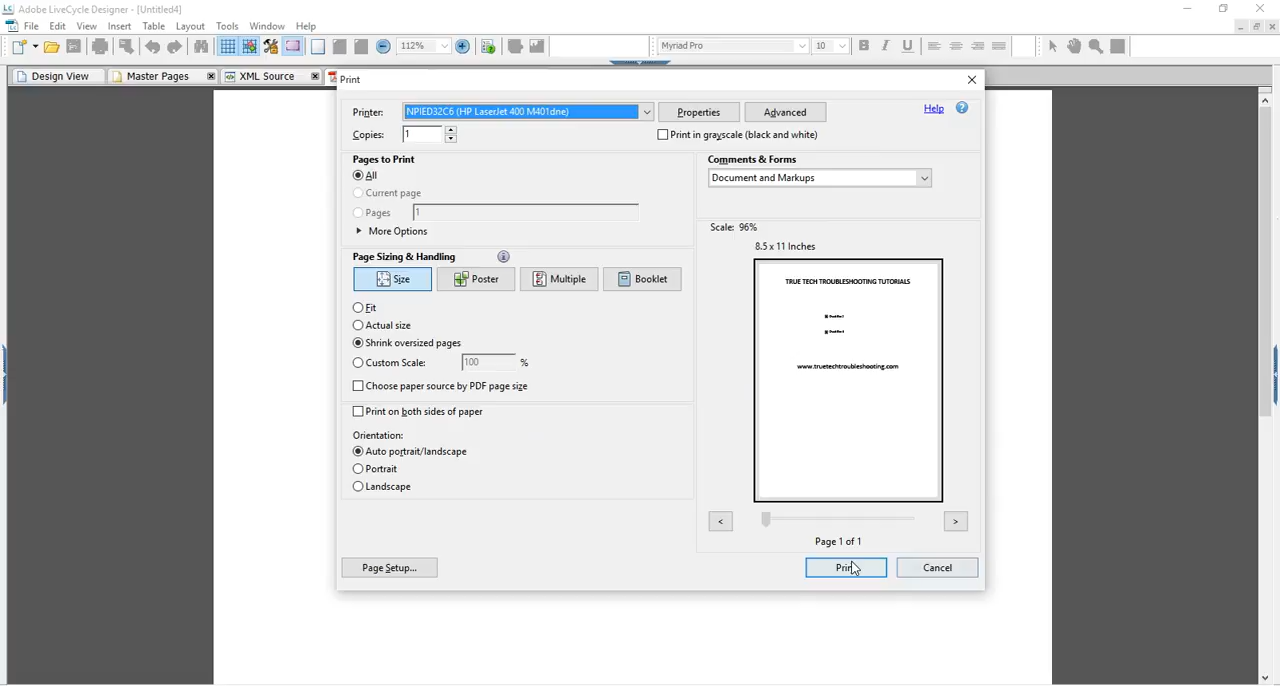 Adobe LiveCycle Designer - [Untitled4]
File Edit View Insert Table Layout Tools Window Help
112% Myriad Pro 10 B I U
Design View Master Pages XML Source
Print
Printer: NPIED32C6 (HP LaserJet 400 M401dne) Properties Advanced Help
Copies: 1 Print in grayscale (black and white)
Pages to Print
All
Current page
Pages 1
More Options
Comments & Forms
Document and Markups
Page Sizing & Handling
Size Poster Multiple Booklet
Fit
Actual size
Shrink oversized pages
Custom Scale: 100 %
Choose paper source by PDF page size
Print on both sides of paper
Orientation:
Auto portrait/landscape
Portrait
Landscape
Scale: 96%
8.5 x 11 Inches
TRUE TECH TROUBLESHOOTING TUTORIALS
www.truetechtroubleshooting.com
< >
Page 1 of 1
Page Setup... Print Cancel